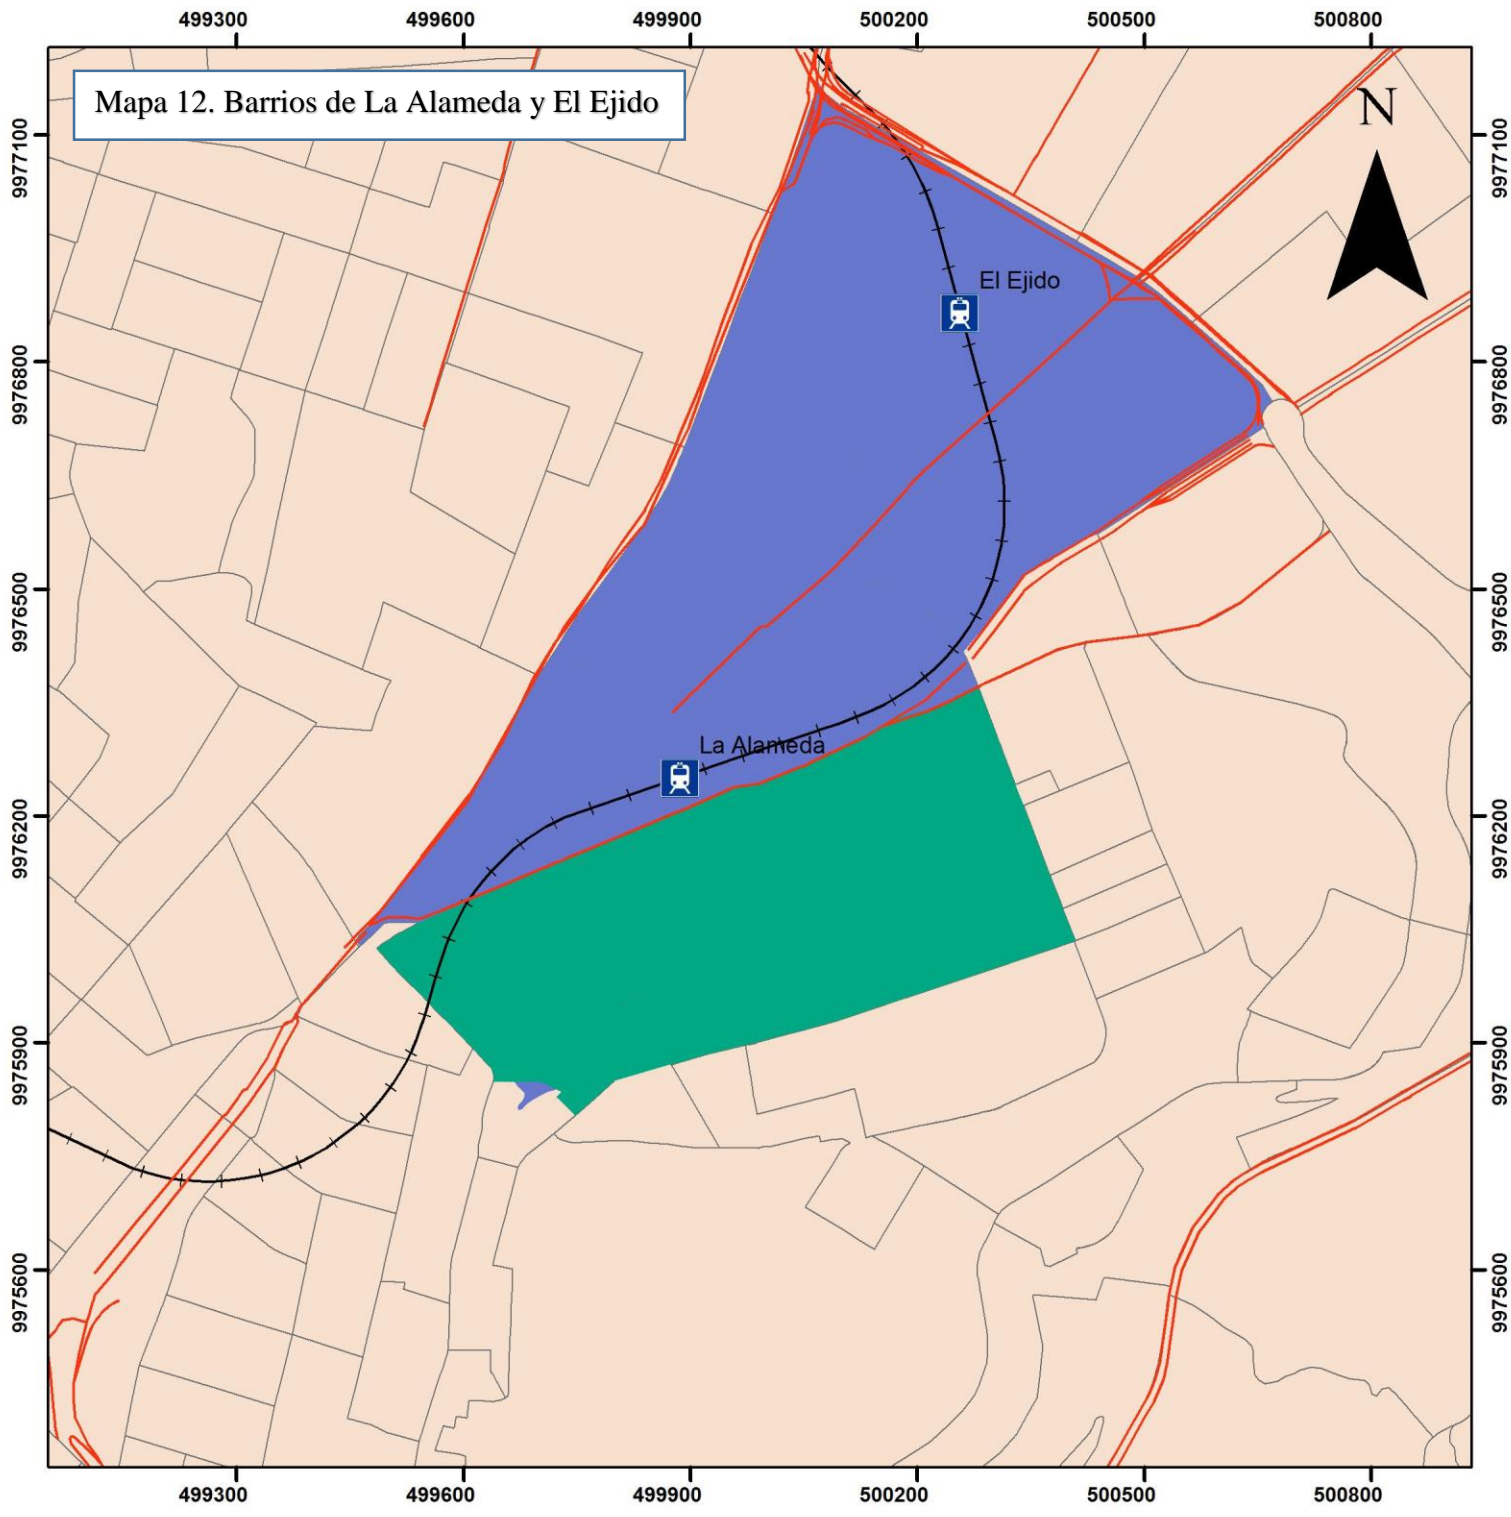 499300 499600 499900 500200 500500 500800
Mapa 12. Barrios de La Alameda y El Ejido
N
9977100 9977100
El Ejido
9976800 9976800
9976500 9976500
La Alameda
9976200 9976200
9975900 9975900
9975600 9975600
499300 499600 499900 500200 500500 500800